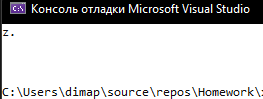 Консоль отладки Microsoft Visual Studio
z.
C:\Users\dimap\source\repos\Homework\